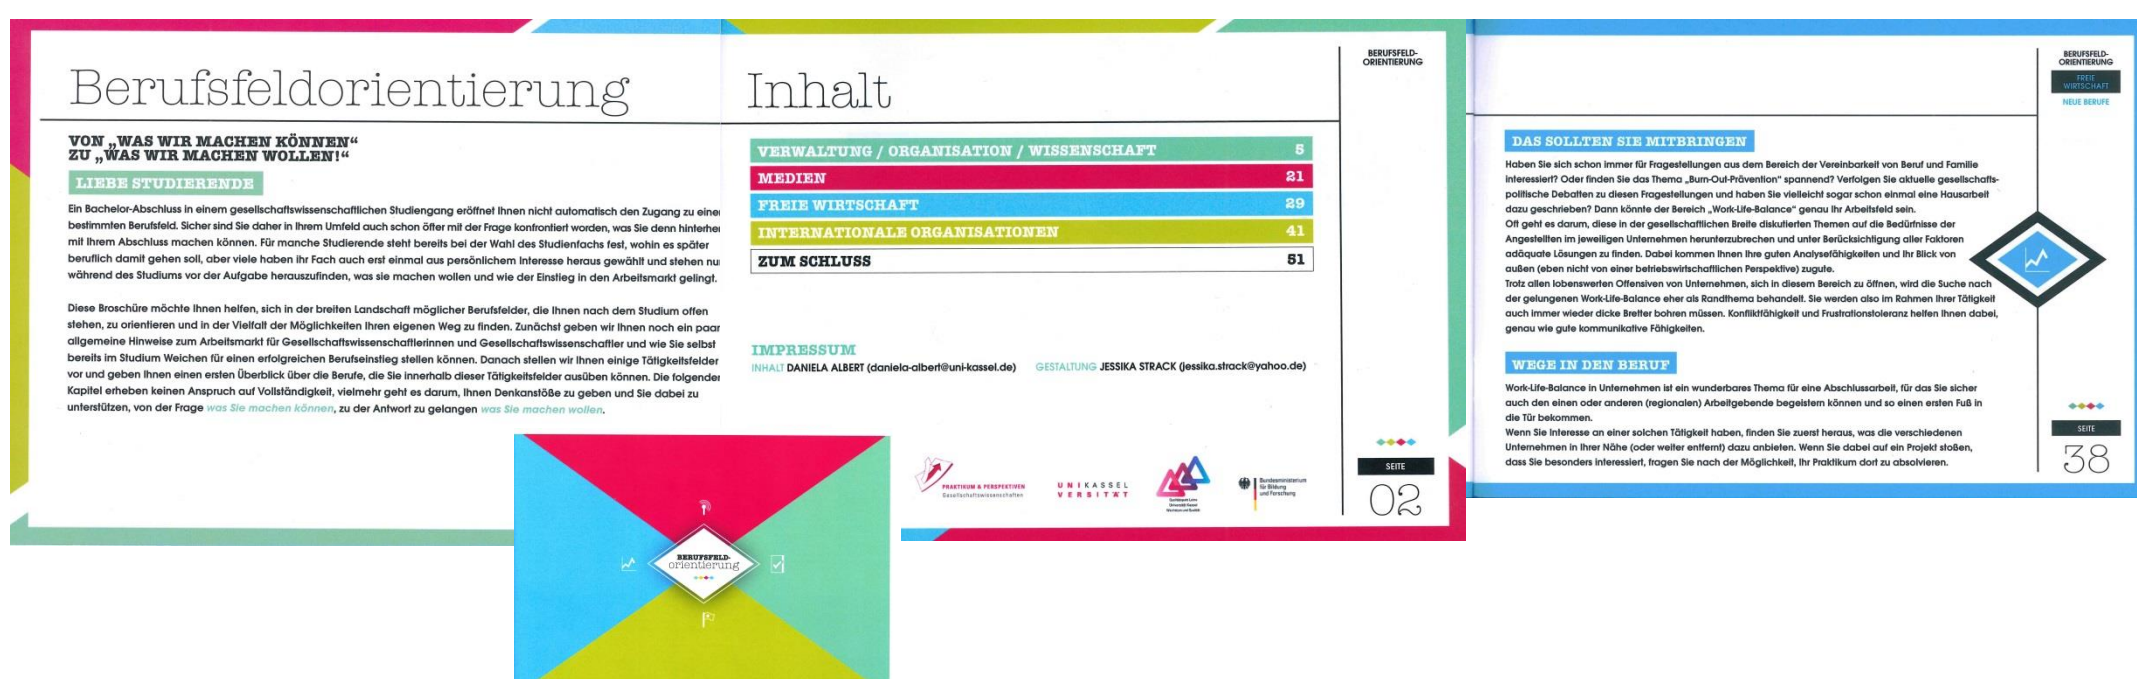 Berufsfeldorientierung
VON „WAS WIR MACHEN KÖNNEN“
ZU „WAS WIR MACHEN WOLLEN!“
LIEBE STUDIERENDE
Ein Bachelor-Abschluss in einem gesellschaftswissenschaftlichen Studiengang eröffnet Ihnen nicht automatisch den Zugang zu einer
bestimmten Berufsfeld. Sicher sind Sie daher in Ihrem Umfeld auch schon öfter mit der Frage konfrontiert worden, was Sie denn hinterher
mit Ihrem Abschluss machen können. Für manche Studierende steht bereits bei der Wahl des Studienfachs fest, wohin es später
beruflich damit gehen soll, aber viele haben ihr Fach auch erst einmal aus persönlichem Interesse heraus gewählt und stehen nu
während des Studiums vor der Aufgabe herauszufinden, was sie machen wollen und wie der Einstieg in den Arbeitsmarkt gelingt.
Diese Broschüre möchte Ihnen helfen, sich in der breiten Landschaft möglicher Berufsfelder, die Ihnen nach dem Studium offen
stehen, zu orientieren und in der Vielfalt der Möglichkeiten Ihren eigenen Weg zu finden. Zunächst geben wir Ihnen noch ein paar
allgemeine Hinweise zum Arbeitsmarkt für Gesellschaftswissenschaftlerinnen und Gesellschaftswissenschaftler und wie Sie selbst
bereits im Studium Weichen für einen erfolgreichen Berufseinstieg stellen können. Danach stellen wir Ihnen einige Tätigkeitsfelder
vor und geben Ihnen einen ersten Überblick über die Berufe, die Sie innerhalb dieser Tätigkeitsfelder ausüben können. Die folgender
Kapitel erheben keinen Anspruch auf Vollständigkeit, vielmehr geht es darum, Ihnen Denkanstöße zu geben und Sie dabei zu
unterstützen, von der Frage was Sie machen können, zu der Antwort zu gelangen was Sie machen wollen.
BERUFSFELD-
orientierung
Inhalt
VERWALTUNG / ORGANISATION / WISSENSCHAFT 5
MEDIEN 21
FREIE WIRTSCHAFT 29
INTERNATIONALE ORGANISATIONEN 41
ZUM SCHLUSS 51
IMPRESSUM
INHALT DANIELA ALBERT (daniela-albert@uni-kassel.de) GESTALTUNG JESSIKA STRACK (jessika.strack@yahoo.de)
PRAKTIKUM & PERSPEKTIVEN
Gesellschaftswissenschaften
UNIKASSEL
VERSITÄT
Bundesministerium
für Bildung
und Forschung
BERUFSFELD-
ORIENTIERUNG
SEITE
02
DAS SOLLTEN SIE MITBRINGEN
Haben Sie sich schon immer für Fragestellungen aus dem Bereich der Vereinbarkeit von Beruf und Familie
interessiert? Oder finden Sie das Thema „Burn-Out-Prävention“ spannend? Verfolgen Sie aktuelle gesellschafts-
politische Debatten zu diesen Fragestellungen und haben Sie vielleicht sogar schon einmal eine Hausarbeit
dazu geschrieben? Dann könnte der Bereich „Work-Life-Balance“ genau Ihr Arbeitsfeld sein.
Oft geht es darum, diese in der gesellschaftlichen Breite diskutierten Themen auf die Bedüfnisse der
Angestellten im jeweiligen Unternehmen herunterzubrechen und unter Berücksichtigung aller Faktoren
adäquate Lösungen zu finden. Dabei kommen Ihnen Ihre guten Analysefähigkeiten und Ihr Blick von
außen (eben nicht von einer betriebswirtschaftlichen Perspektive) zugute.
Trotz allen lobenswerten Offensiven von Unternehmen, sich in diesem Bereich zu öffnen, wird die Suche nach
der gelungenen Work-Life-Balance eher als Randthema behandelt. Sie werden also im Rahmen Ihrer Tätigkeit
auch immer wieder dicke Bretter bohren müssen. Konfliktfähigkeit und Frustrationstoleranz helfen Ihnen dabei,
genau wie gute kommunikative Fähigkeiten.
WEGE IN DEN BERUF
Work-Life-Balance in Unternehmen ist ein wunderbares Thema für eine Abschlussarbeit, für das Sie sicher
auch den einen oder anderen (regionalen) Arbeitgebende begeistern können und so einen ersten Fuß in
die Tür bekommen.
Wenn Sie Interesse an einer solchen Tätigkeit haben, finden Sie zuerst heraus, was die verschiedenen
Unternehmen in Ihrer Nähe (oder weiter entfernt) dazu anbieten. Wenn Sie dabei auf ein Projekt stoßen,
dass Sie besonders interessiert, fragen Sie nach der Möglichkeit, Ihr Praktikum dort zu absolvieren.
BERUFSFELD-
ORIENTIERUNG
FREIE
WIRTSCHAFT
NEUE BERUFE
SEITE
38